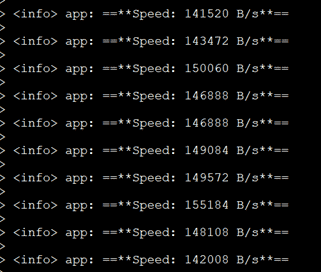 >
> <info> app: ==**Speed: 141520 B/s**==
>
> <info> app: ==**Speed: 143472 B/s**==
>
> <info> app: ==**Speed: 150060 B/s**==
>
> <info> app: ==**Speed: 146888 B/s**==
>
> <info> app: ==**Speed: 146888 B/s**==
>
> <info> app: ==**Speed: 149084 B/s**==
>
> <info> app: ==**Speed: 149572 B/s**==
>
> <info> app: ==**Speed: 155184 B/s**==
>
> <info> app: ==**Speed: 148108 B/s**==
>
> <info> app: ==**Speed: 142008 B/s**==